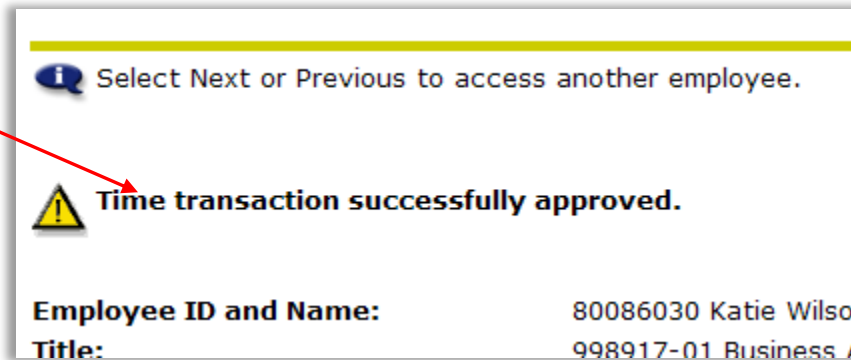 Select Next or Previous to access another employee.
Time transaction successfully approved.
Employee ID and Name: 80086030 Katie Wilso
Title: 998917-01 Business